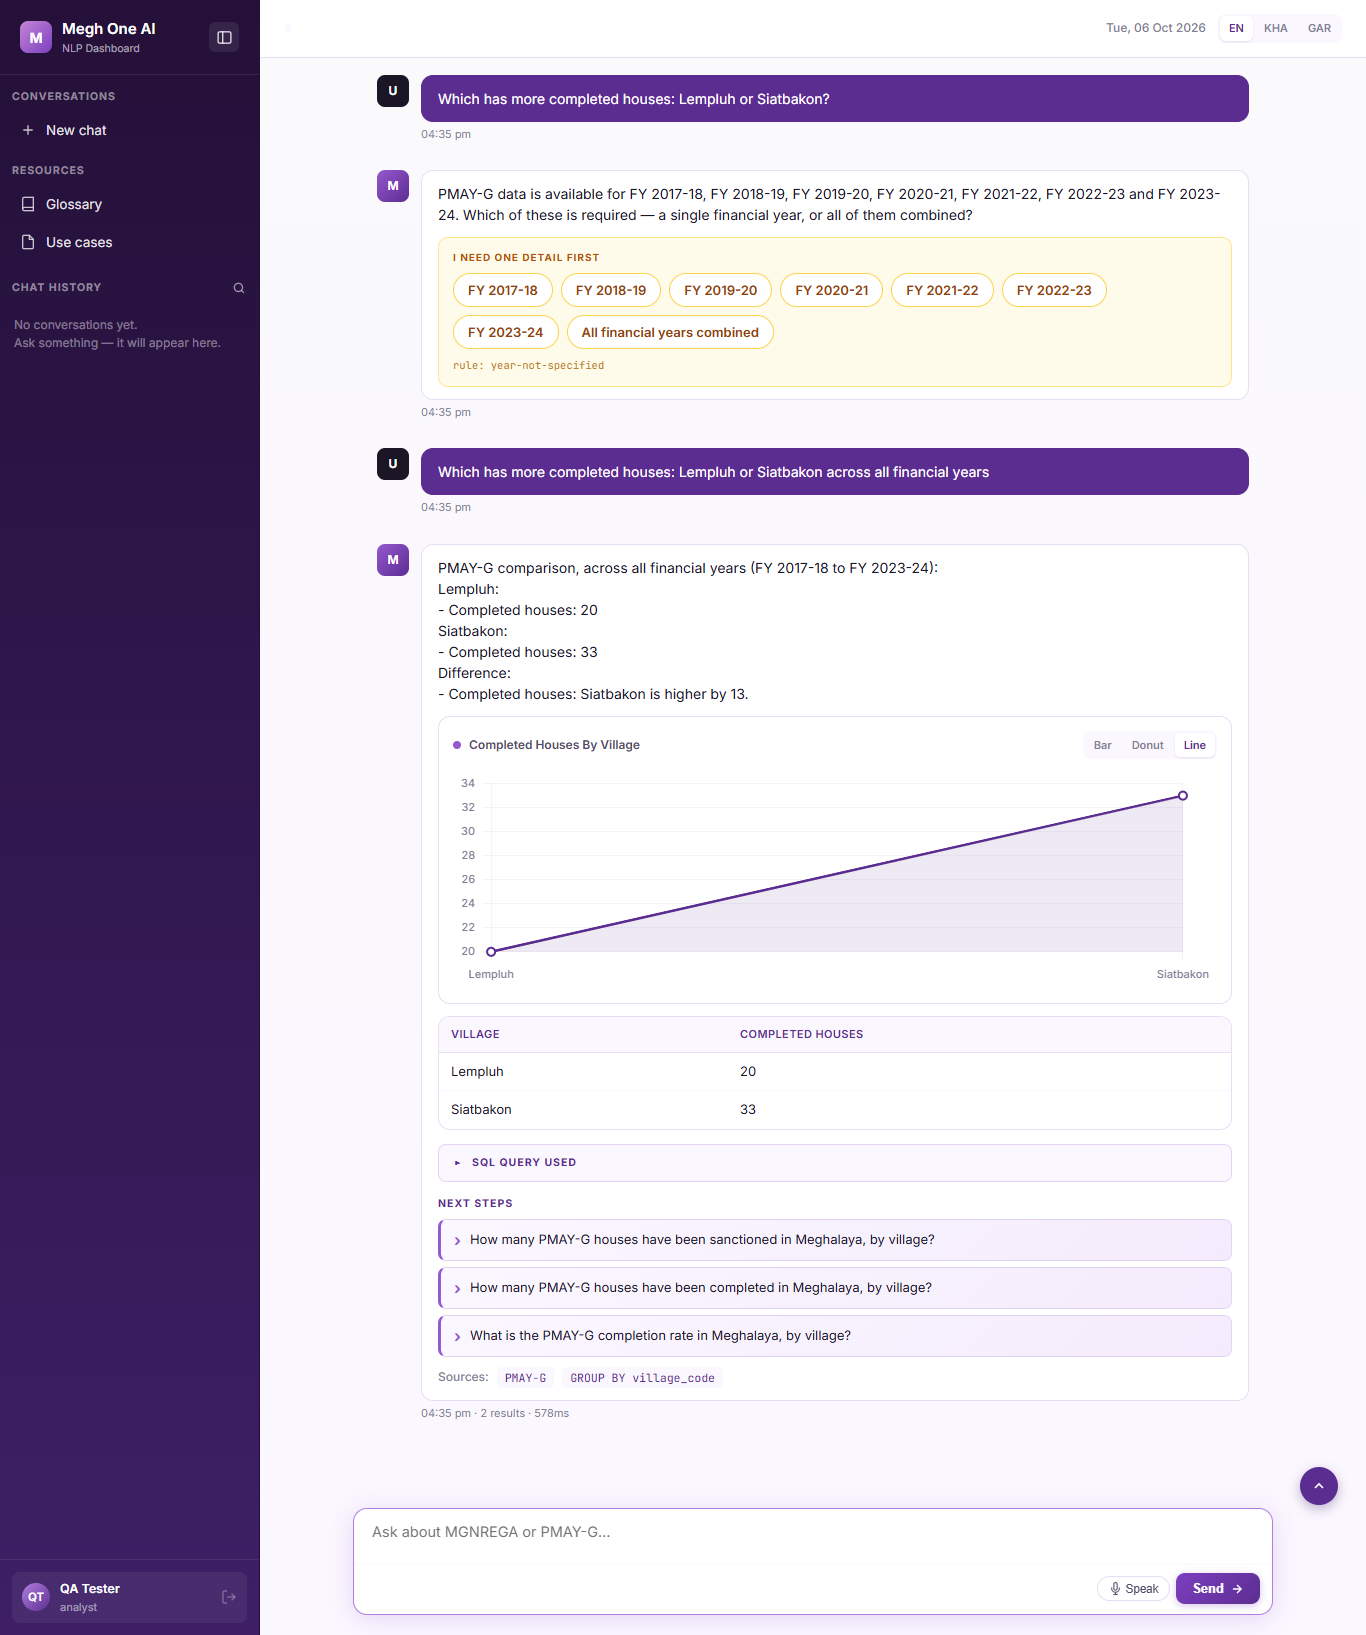 M
Megh One AI
NLP Dashboard
CONVERSATIONS
+ New chat
RESOURCES
Glossary
Use cases
CHAT HISTORY
No conversations yet.
Ask something — it will appear here.
QT
QA Tester
analyst
Tue, 06 Oct 2026
EN KHA GAR
U
Which has more completed houses: Lempluh or Siatbakon?
04:35 pm
M
PMAY-G data is available for FY 2017-18, FY 2018-19, FY 2019-20, FY 2020-21, FY 2021-22, FY 2022-23 and FY 2023-
24. Which of these is required — a single financial year, or all of them combined?
I NEED ONE DETAIL FIRST
FY 2017-18 FY 2018-19 FY 2019-20 FY 2020-21 FY 2021-22 FY 2022-23
FY 2023-24 All financial years combined
rule: year-not-specified
04:35 pm
U
Which has more completed houses: Lempluh or Siatbakon across all financial years
04:35 pm
M
PMAY-G comparison, across all financial years (FY 2017-18 to FY 2023-24):
Lempluh:
- Completed houses: 20
Siatbakon:
- Completed houses: 33
Difference:
- Completed houses: Siatbakon is higher by 13.
Completed Houses By Village
Bar Donut Line
34
32
30
28
26
24
22
20
Lempluh Siatbakon
VILLAGE COMPLETED HOUSES
Lempluh 20
Siatbakon 33
SQL QUERY USED
NEXT STEPS
How many PMAY-G houses have been sanctioned in Meghalaya, by village?
How many PMAY-G houses have been completed in Meghalaya, by village?
What is the PMAY-G completion rate in Meghalaya, by village?
Sources: PMAY-G GROUP BY village_code
04:35 pm · 2 results · 578ms
Ask about MGNREGA or PMAY-G...
Speak
Send →